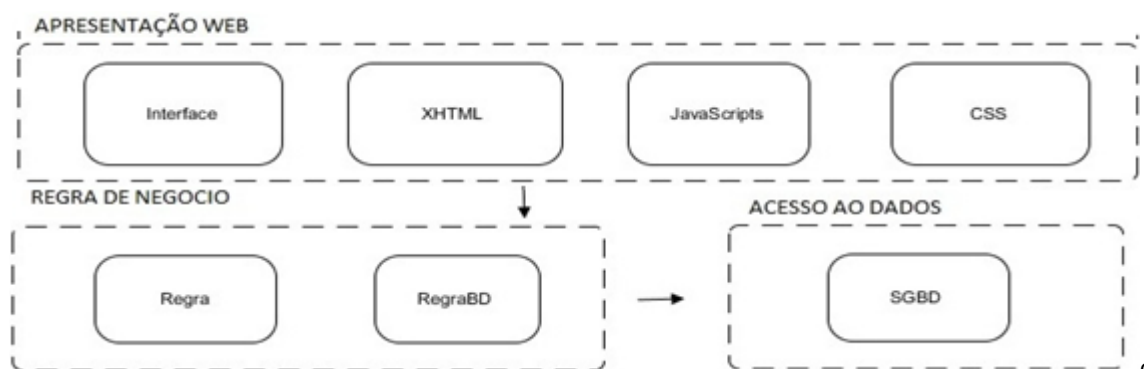 APRESENTAÇÃO WEB
Interface XHTML JavaScripts CSS
REGRA DE NEGOCIO
ACESSO AO DADOS
Regra RegraBD SGBD